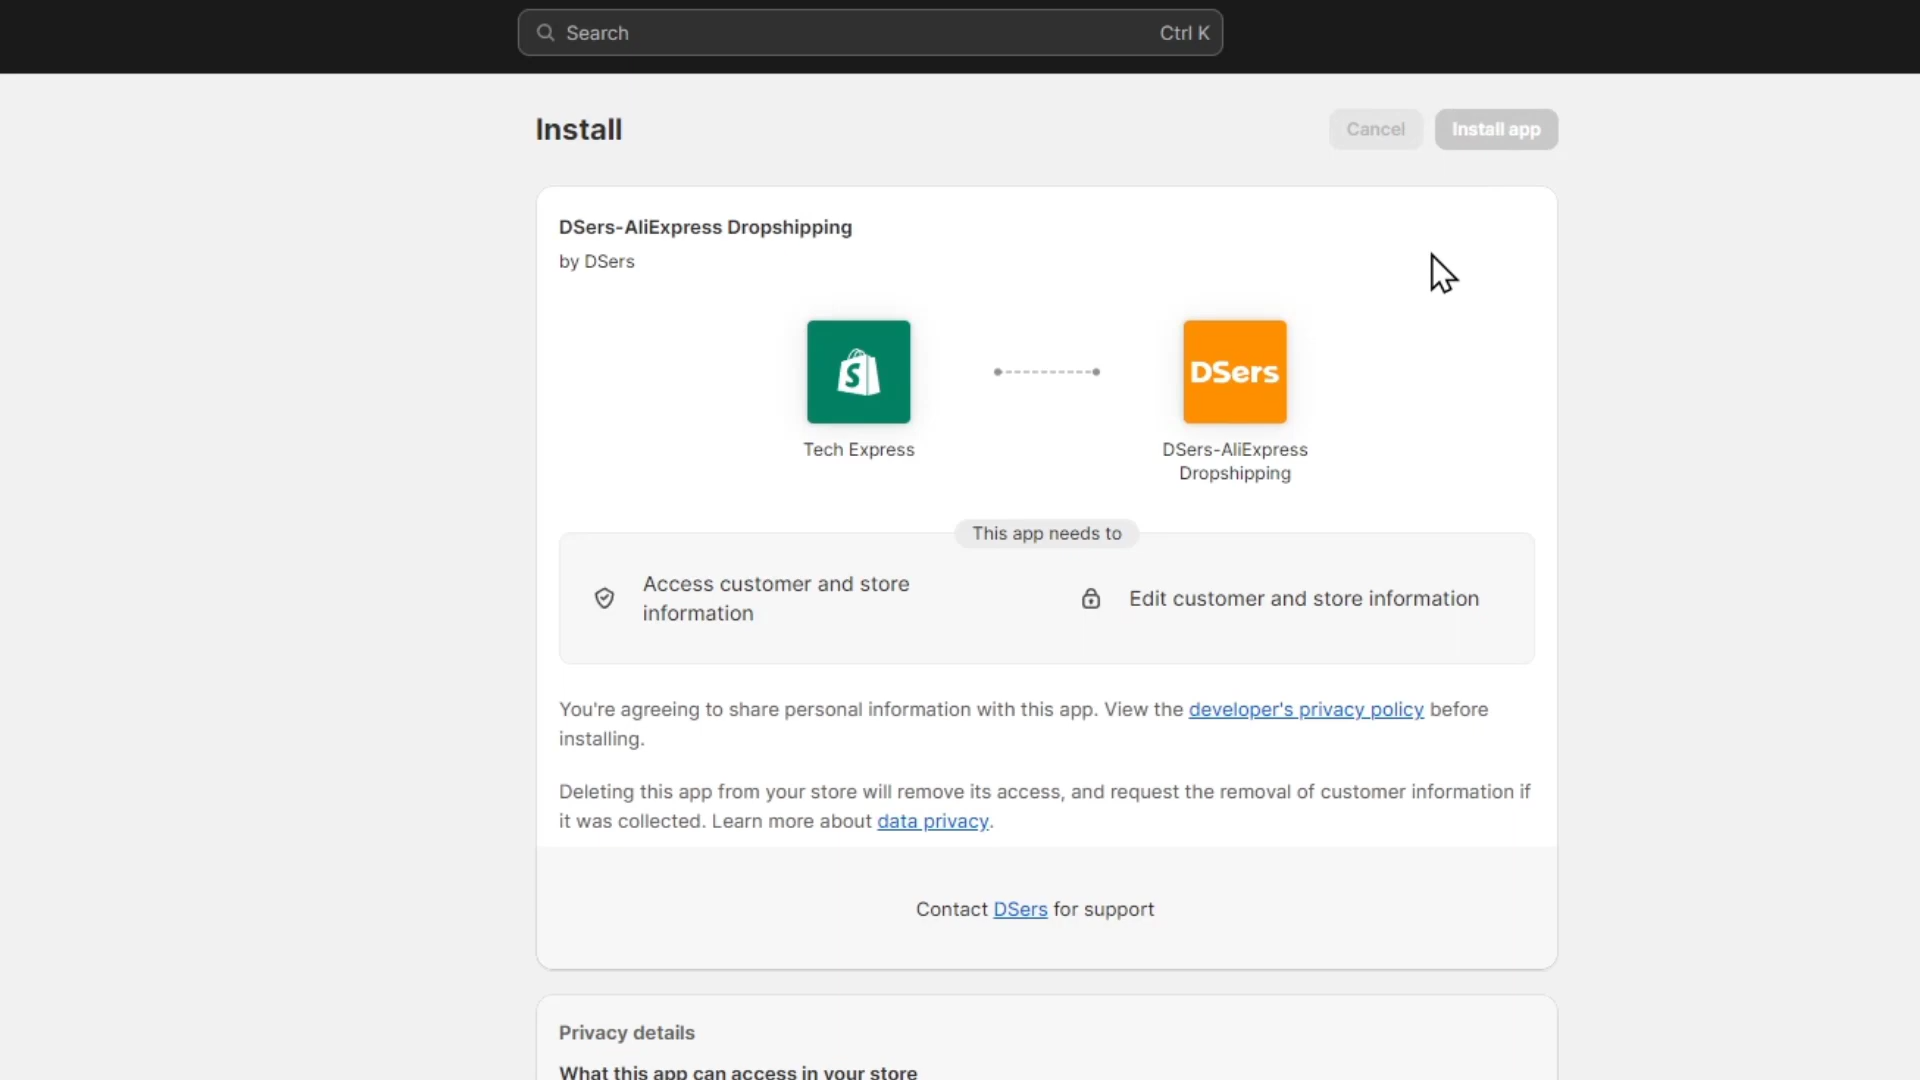 Search Ctrl K
Install
Cancel
Install app
DSers-AliExpress Dropshipping
by DSers
S
DSers
Tech Express
DSers-AliExpress
Dropshipping
This app needs to
Access customer and store
information
Edit customer and store information
You're agreeing to share personal information with this app. View the developer's privacy policy before
installing.
Deleting this app from your store will remove its access, and request the removal of customer information if
it was collected. Learn more about data privacy.
Contact DSers for support
Privacy details
What this app can access in your store